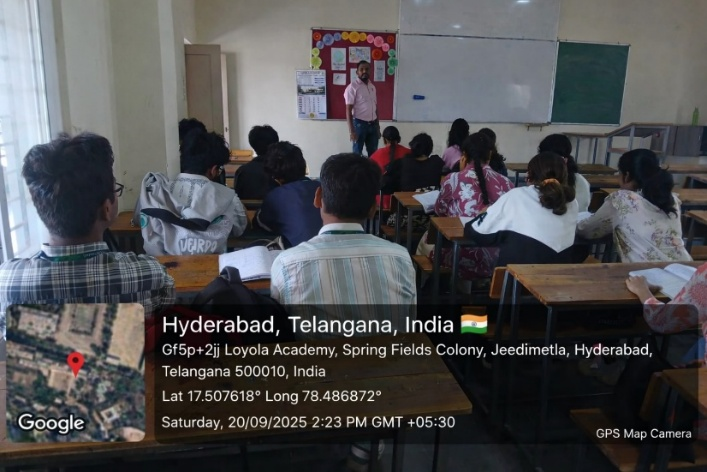 Hyderabad, Telangana, India
Gf5p+2jj Loyola Academy, Spring Fields Colony, Jeedimetla, Hyderabad,
Telangana 500010, India
Lat 17.507618° Long 78.486872°
Saturday, 20/09/2025 2:23 PM GMT +05:30
Google
GPS Map Camera